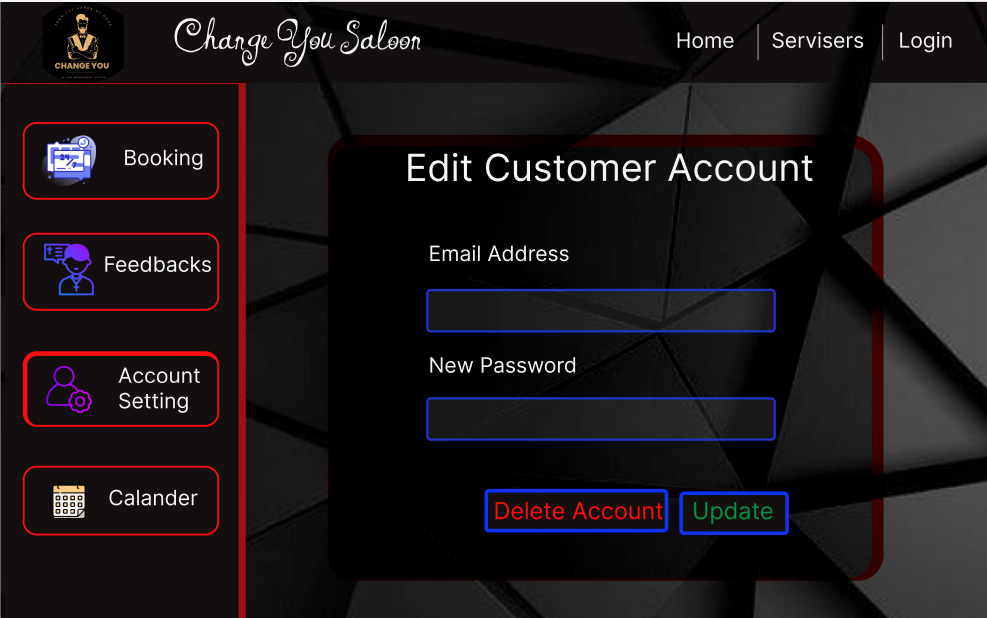 CHANGE YOU
Change You Saloon
Home
Servisers
Login
Booking
Feedbacks
Account
Setting
Calander
Edit Customer Account
Email Address
New Password
Delete Account
Update